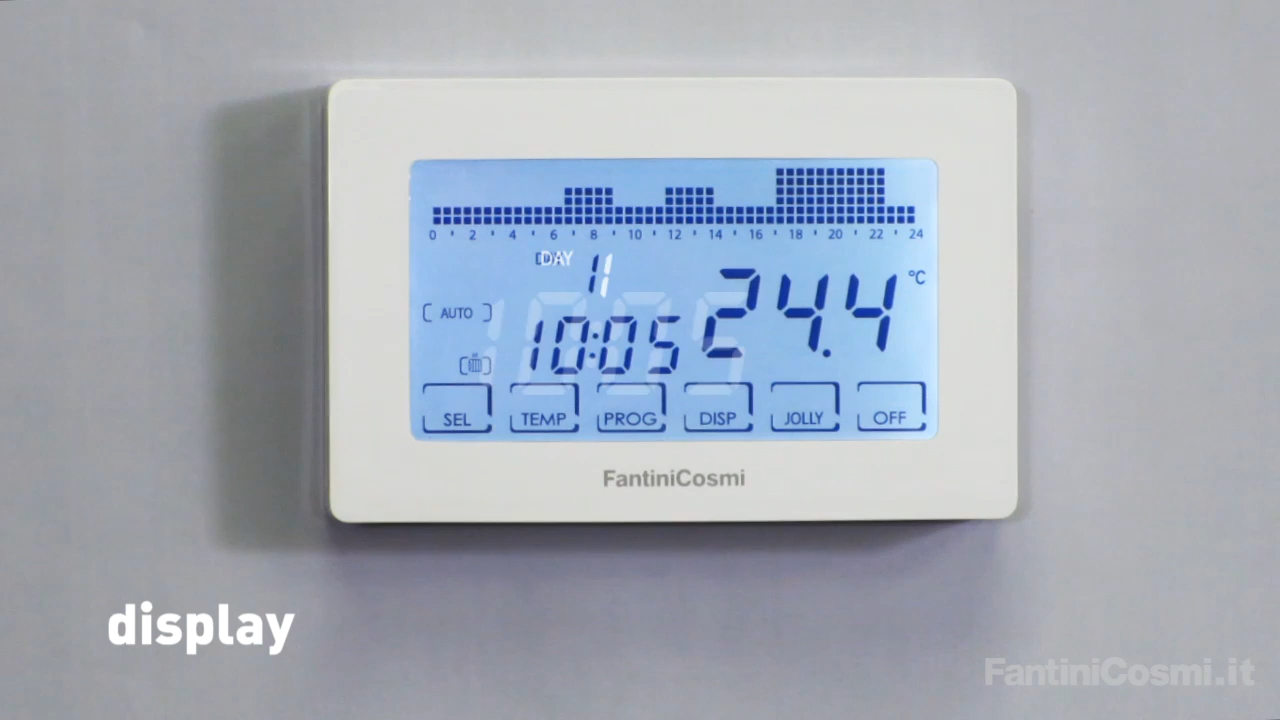 0 2 4 6 8 10 12 14 16 18 20 22 24
DAY 1
°C
24.4
[ AUTO ]
10:05
SEL TEMP PROG DISP JOLLY OFF
FantiniCosmi
display
FantiniCosmi.it